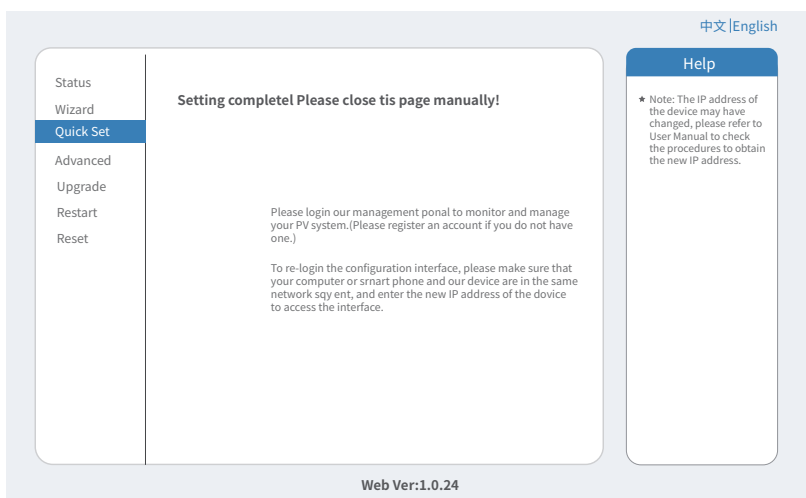 中文|English
Status
Wizard
Quick Set
Advanced
Upgrade
Restart
Reset
Setting completel Please close tis page manually!
Please login our management ponal to monitor and manage
your PV system.(Please register an account if you do not have
one.)
To re-login the configuration interface, please make sure that
your computer or srnart phone and our device are in the same
network sqy ent, and enter the new IP address of the dovice
to access the interface.
Help
★ Note: The IP address of
the device may have
changed, please refer to
User Manual to check
the procedures to obtain
the new IP address.
Web Ver:1.0.24